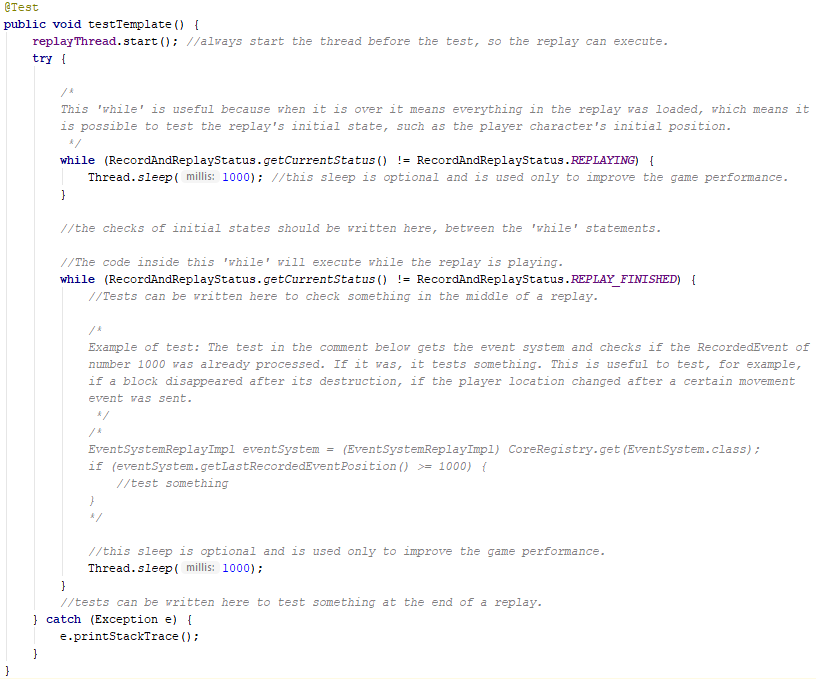 @Test
public void testTemplate() {
    replayThread.start(); //always start the thread before the test, so the replay can execute.
    try {

        /*
        This 'while' is useful because when it is over it means everything in the replay was loaded, which means it
        is possible to test the replay's initial state, such as the player character's initial position.
         */
        while (RecordAndReplayStatus.getCurrentStatus() != RecordAndReplayStatus.REPLAYING) {
            Thread.sleep( millis: 1000); //this sleep is optional and is used only to improve the game performance.
        }

        //the checks of initial states should be written here, between the 'while' statements.

        //The code inside this 'while' will execute while the replay is playing.
        while (RecordAndReplayStatus.getCurrentStatus() != RecordAndReplayStatus.REPLAY_FINISHED) {
            //Tests can be written here to check something in the middle of a replay.

            /*
            Example of test: The test in the comment below gets the event system and checks if the RecordedEvent of
            number 1000 was already processed. If it was, it tests something. This is useful to test, for example,
            if a block disappeared after its destruction, if the player location changed after a certain movement
            event was sent.
             */
            /*
            EventSystemReplayImpl eventSystem = (EventSystemReplayImpl) CoreRegistry.get(EventSystem.class);
            if (eventSystem.getLastRecordedEventPosition() >= 1000) {
                //test something
            }
            */

            //this sleep is optional and is used only to improve the game performance.
            Thread.sleep( millis: 1000);
        }
        //tests can be written here to test something at the end of a replay.
    } catch (Exception e) {
        e.printStackTrace();
    }
}